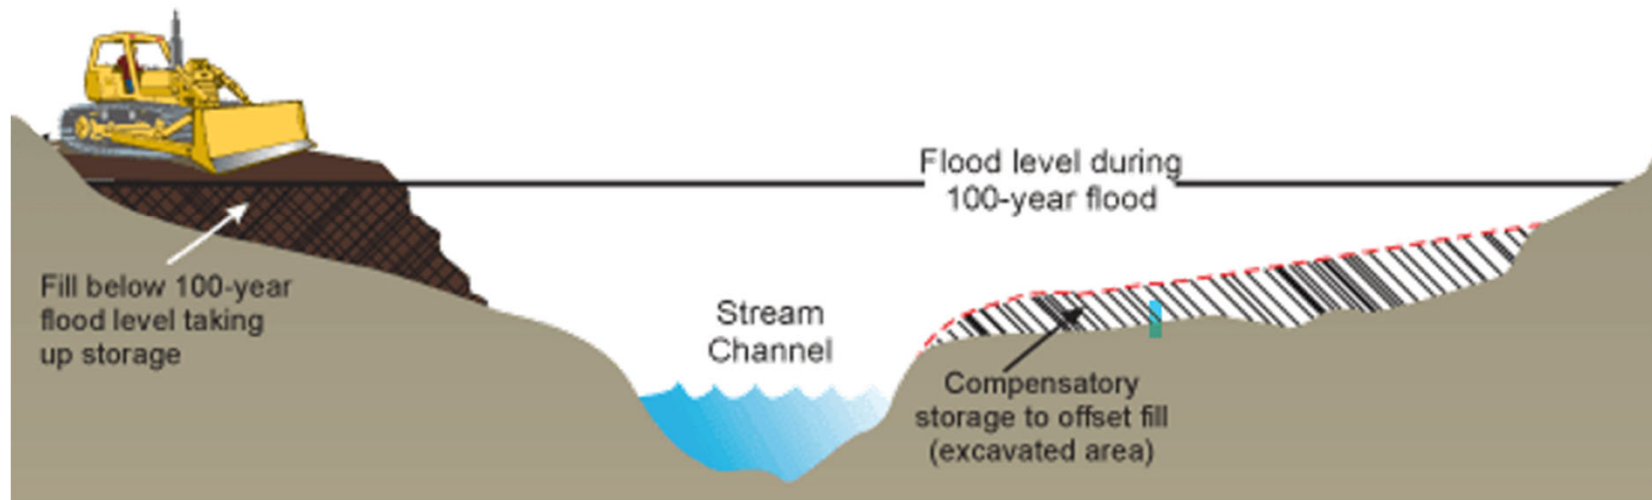 Flood level during
100-year flood
Fill below 100-year
flood level taking
up storage
Stream
Channel
Compensatory
storage to offset fill
(excavated area)